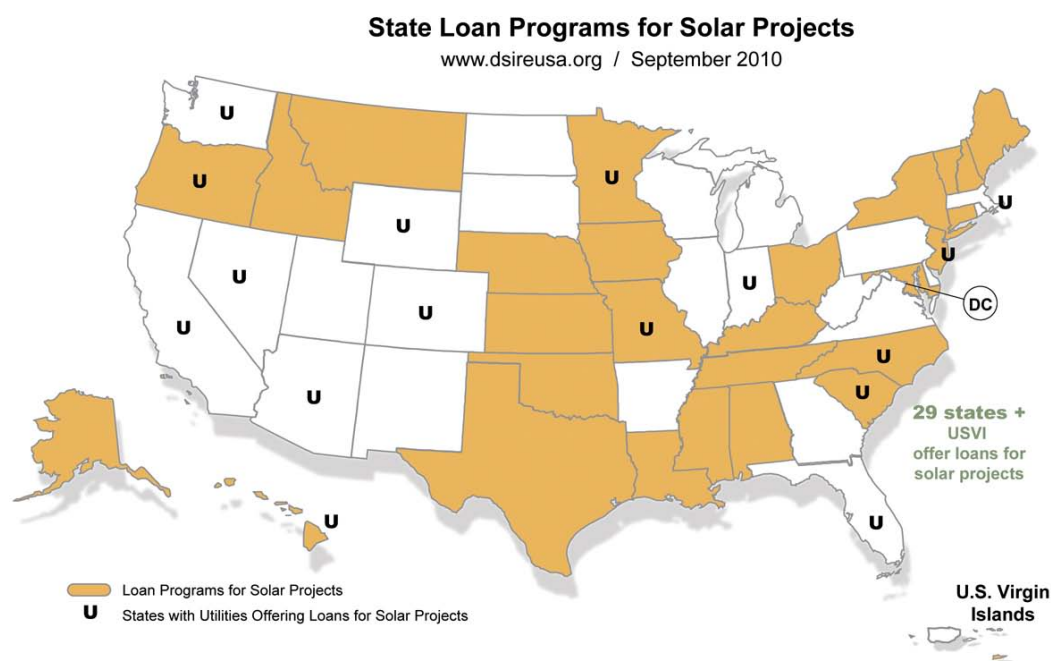 State Loan Programs for Solar Projects
www.dsireusa.org / September 2010
U
U
U
U
U
U
U
U
U
U
U
DC
U
U
U
U
29 states +
USVI
offer loans for
solar projects
U
U
Loan Programs for Solar Projects
U States with Utilities Offering Loans for Solar Projects
U.S. Virgin
Islands